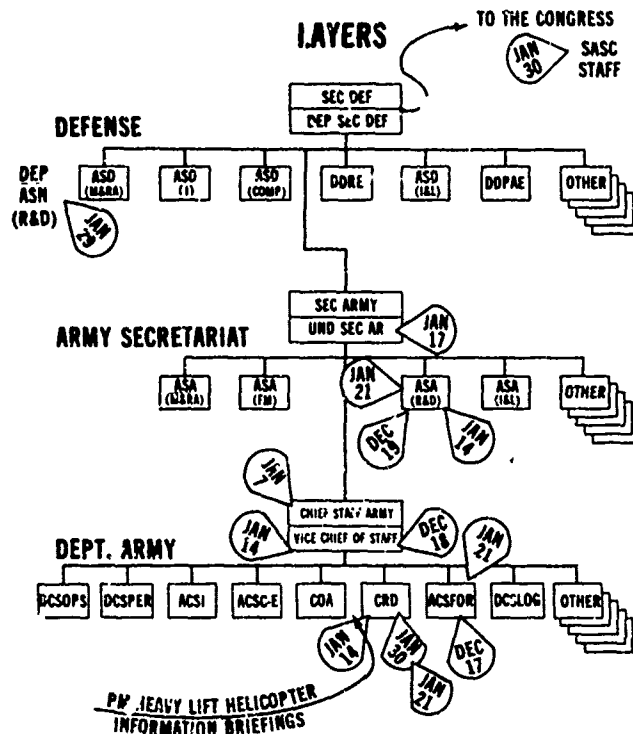 LAYERS
TO THE CONGRESS
JAN
30
SASC
STAFF
SEC DEF
DEP SEC DEF
DEFENSE
DEP
ASN
(R&D)
JAN
29
ASD
(M&RA)
ASD
(I)
ASD
(COMP)
DDRE
ASD
(I&L)
DDPAE
OTHER
SEC ARMY
UND SEC AR
JAN
17
ARMY SECRETARIAT
JAN
21
ASA
(M&RA)
ASA
(FM)
ASA
(R&D)
ASA
(I&L)
OTHER
DEC
19
JAN
14
JAN
7
CHIEF STAFF ARMY
VICE CHIEF OF STAFF
JAN
14
DEC
18
JAN
21
DEPT. ARMY
DCSOPS
DCSPER
ACSI
ACSC-E
COA
CRD
ACSFOR
DCSLOG
OTHER
JAN
14
JAN
30
JAN
21
DEC
17
PM HEAVY LIFT HELICOPTER
INFORMATION BRIEFINGS